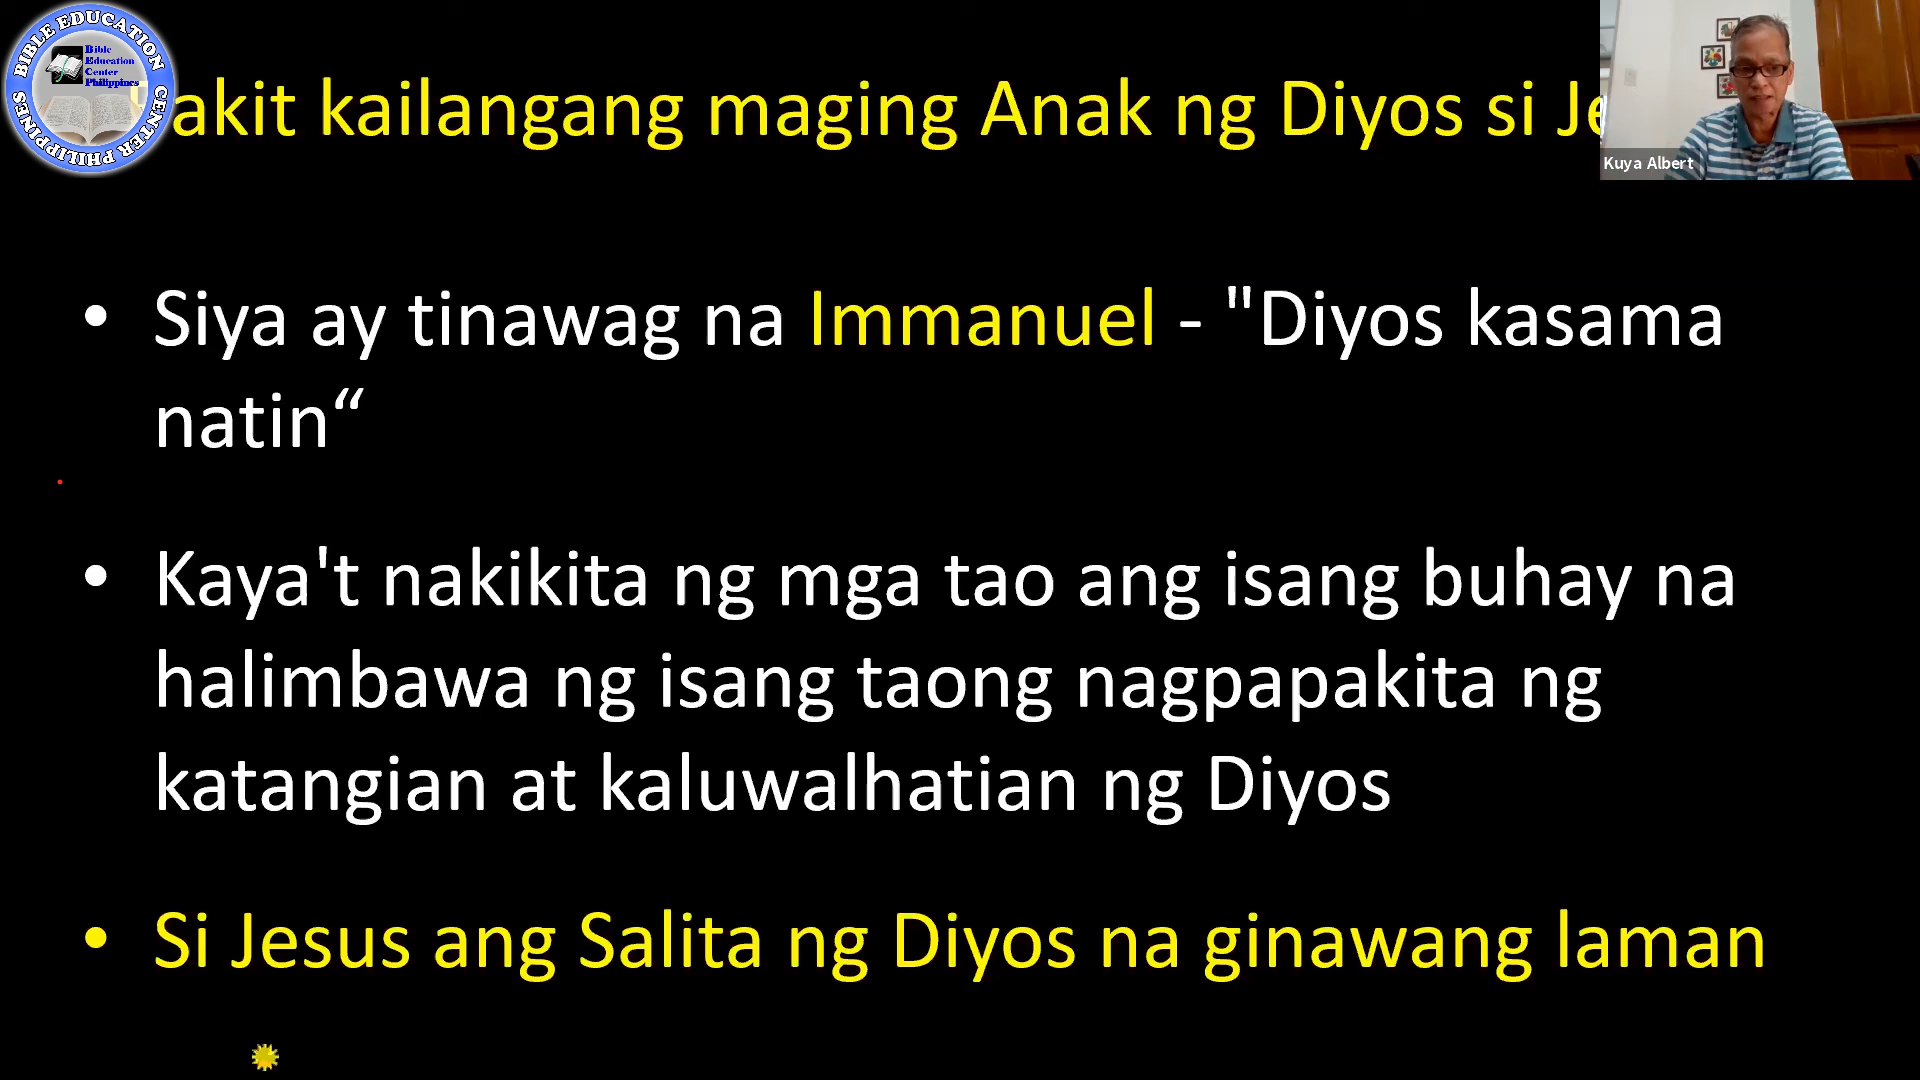 BIBLE EDUCATION CENTER PHILIPPINES
Bible
Education
Center
Philippines
akit kailangang maging Anak ng Diyos si Je
Kuya Albert
• Siya ay tinawag na Immanuel - "Diyos kasama
natin“
• Kaya't nakikita ng mga tao ang isang buhay na
halimbawa ng isang taong nagpapakita ng
katangian at kaluwalhatian ng Diyos
• Si Jesus ang Salita ng Diyos na ginawang laman